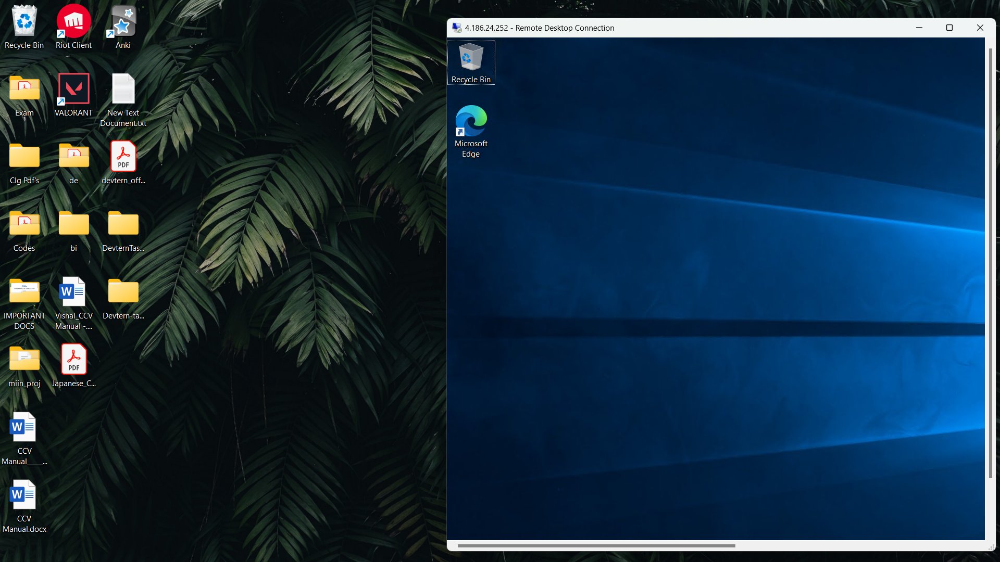 Recycle Bin
Riot Client
Anki
Exam
VALORANT
New Text
Document.txt
Clg Pdf's
de
PDF
devtern_off...
Codes
bi
DevternTas...
IMPORTANT
DOCS
W
Vishal_CCV
Manual -....
Devtern-ta...
miin_proj
PDF
Japanese_C...
W
CCV
Manual____...
W
CCV
Manual.docx
4.186.24.252 - Remote Desktop Connection
Recycle Bin
Microsoft
Edge